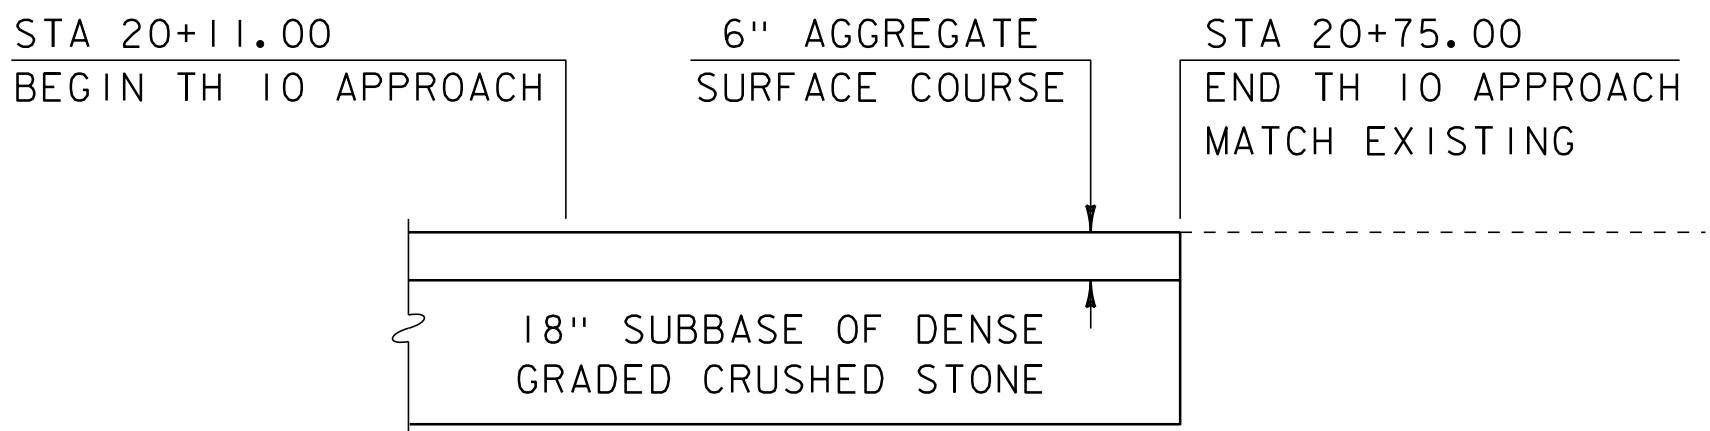 STA 20+11.00
BEGIN TH 10 APPROACH
6" AGGREGATE
SURFACE COURSE
STA 20+75.00
END TH 10 APPROACH
MATCH EXISTING
18" SUBBASE OF DENSE
GRADED CRUSHED STONE